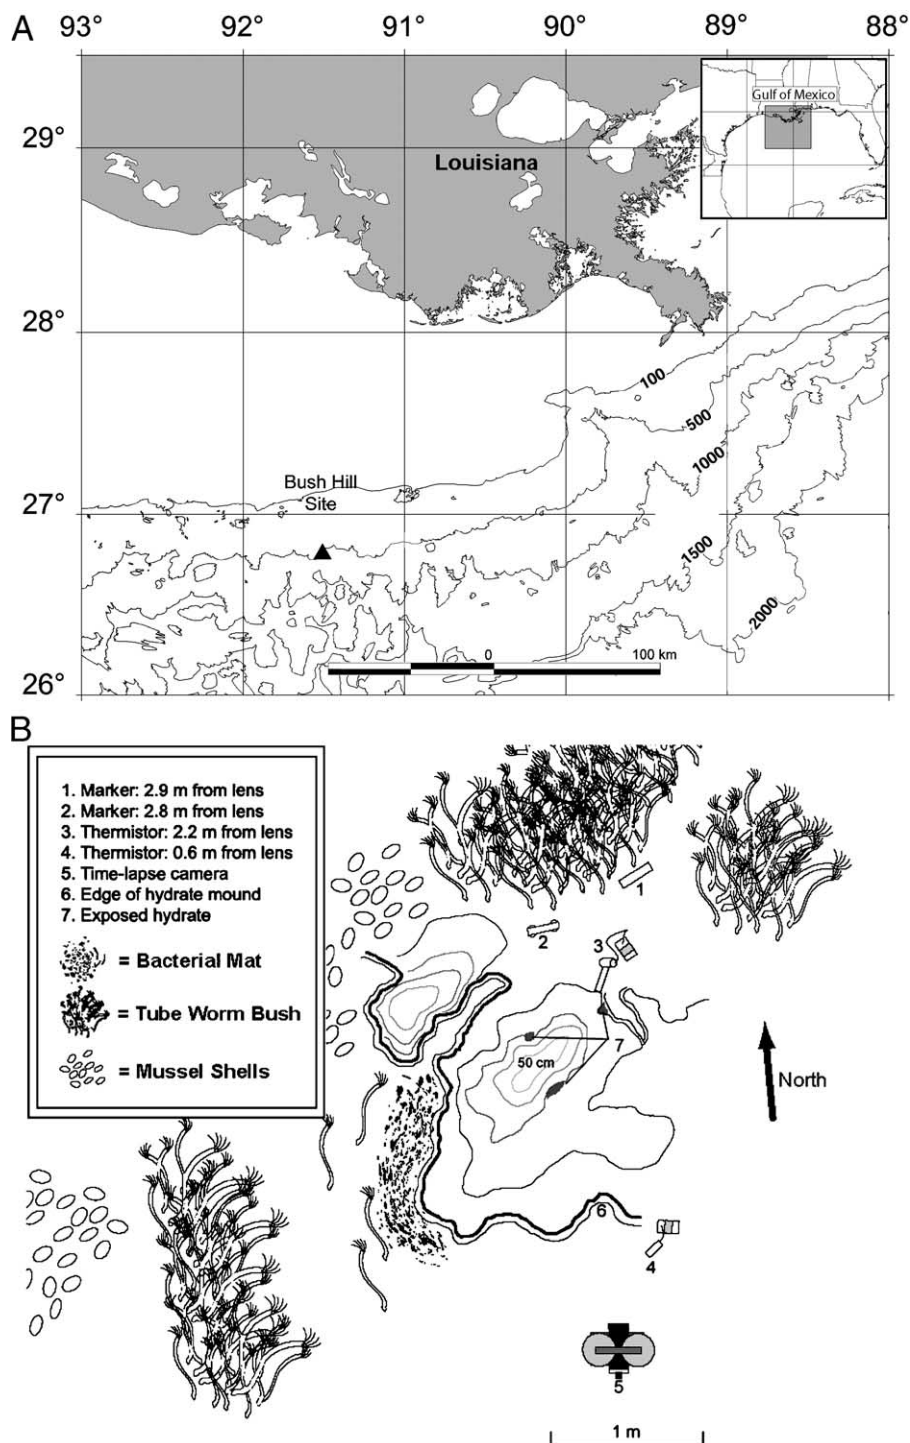 A
93° 92° 91° 90° 89° 88°
Gulf of Mexico
29°
Louisiana
28°
100
500
1000
Bush Hill
Site
27°
1500
2000
0 100 km
26°
B
1. Marker: 2.9 m from lens
2. Marker: 2.8 m from lens
3. Thermistor: 2.2 m from lens
4. Thermistor: 0.6 m from lens
5. Time-lapse camera
6. Edge of hydrate mound
7. Exposed hydrate
= Bacterial Mat
= Tube Worm Bush
= Mussel Shells
1
2
3
7
50 cm
North
6
4
5
1 m